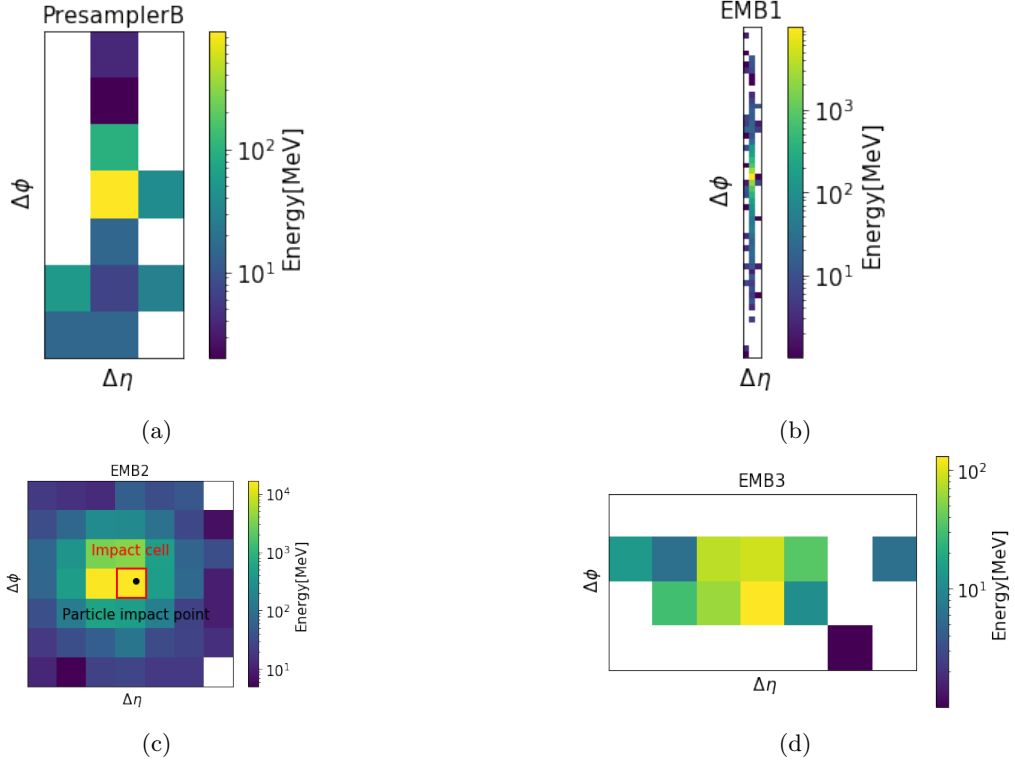 PresamplerB
Δϕ
Δη
10²
10¹
Energy[MeV]
(a)
EMB1
Δϕ
Δη
10³
10²
10¹
Energy[MeV]
(b)
EMB2
Impact cell
Particle impact point
Δϕ
Δη
10⁴
10³
10²
10¹
Energy[MeV]
(c)
EMB3
Δϕ
Δη
10²
10¹
Energy[MeV]
(d)